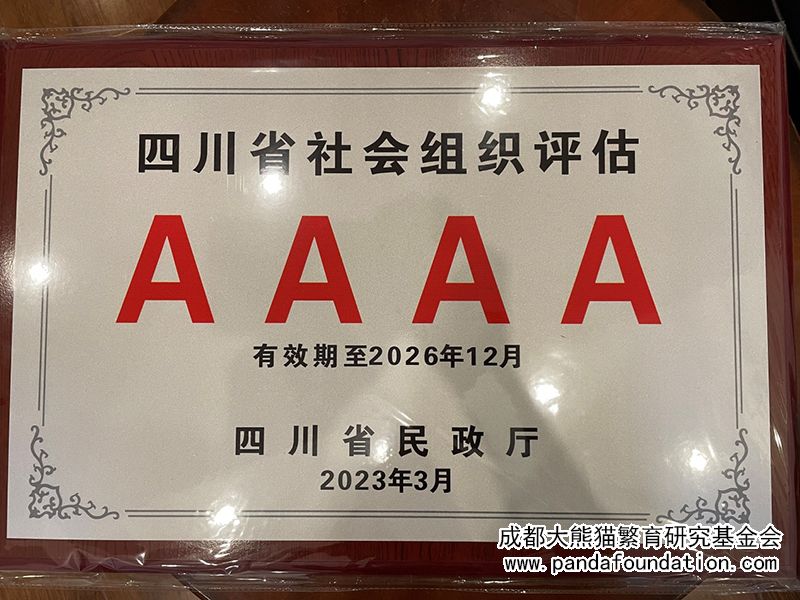 四川省社会组织评估
AAAA
有效期至2026年12月
四川省民政厅
2023年3月
成都大熊猫繁育研究基金会
www.pandafoundation.com